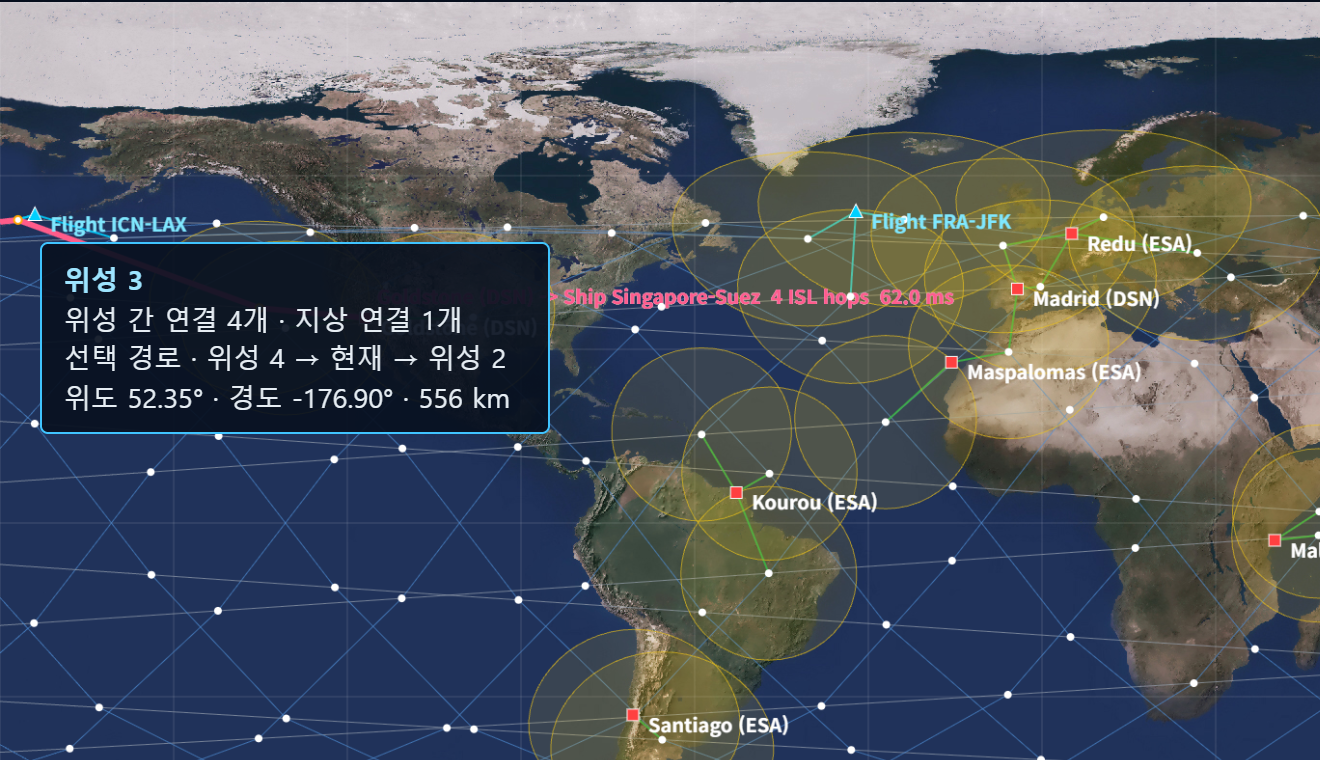 Flight ICN-LAX
Flight FRA-JFK
Redu (ESA)
위성 3
위성 간 연결 4개 · 지상 연결 1개
선택 경로 · 위성 4 → 현재 → 위성 2
위도 52.35° · 경도 -176.90° · 556 km
> Ship Singapore-Suez 4 ISL hops 62.0 ms
(DSN)
Madrid (DSN)
Maspalomas (ESA)
Kourou (ESA)
Mal
Santiago (ESA)